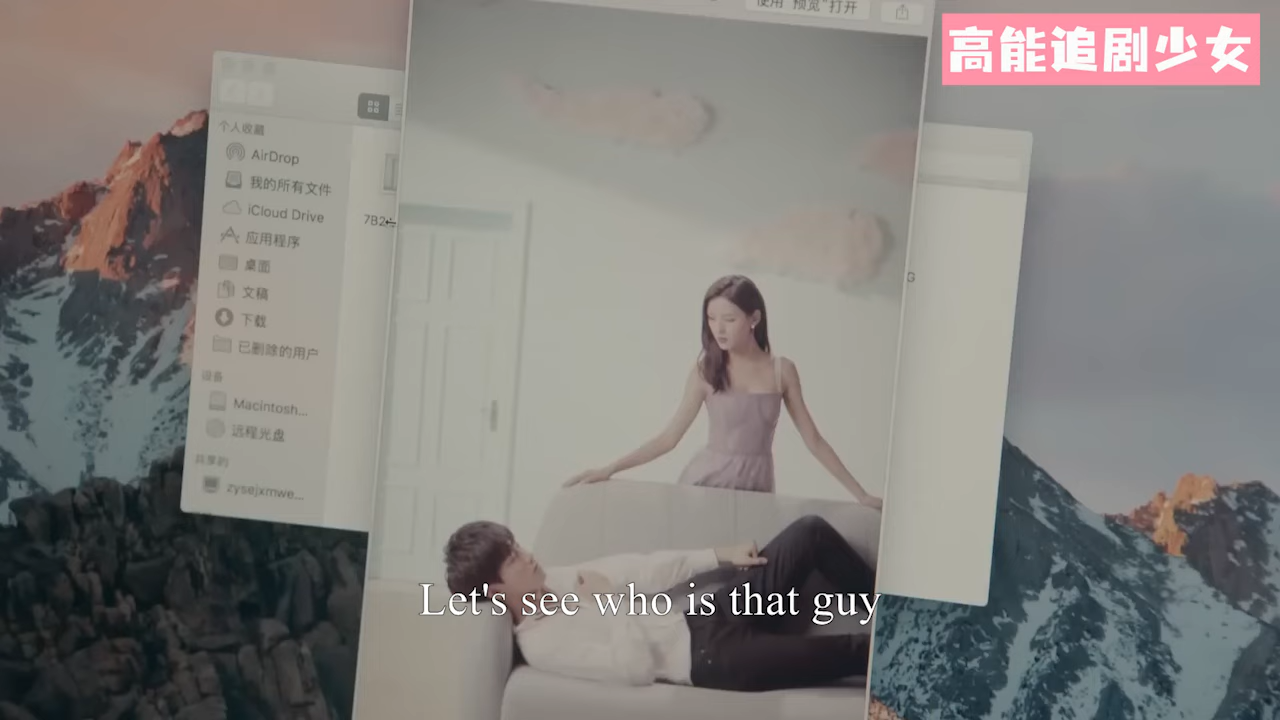 使用"预览"打开
高能追剧少女
个人收藏
AirDrop
我的所有文件
iCloud Drive
应用程序
桌面
文稿
下载
已删除的用户
设备
Macintosh...
远程光盘
共享的
zysejxmwe...
7B2
G
Let's see who is that guy